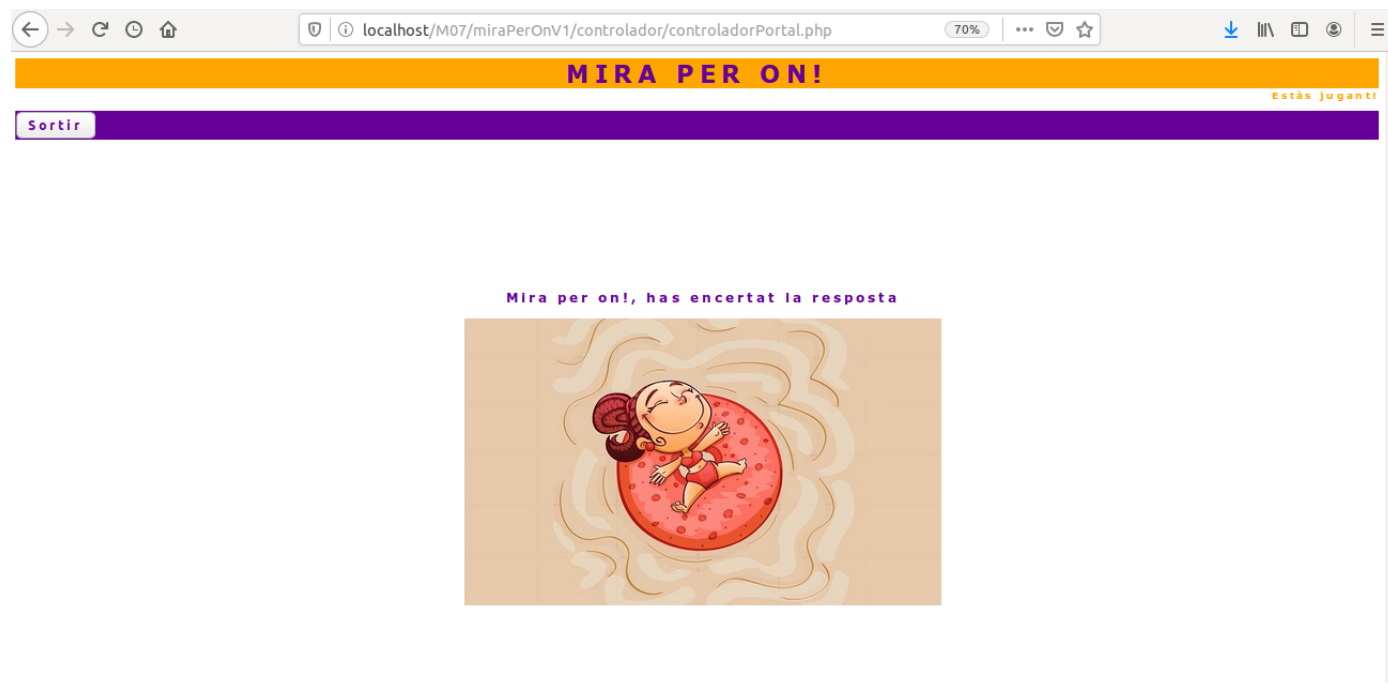 localhost/M07/miraPerOnV1/controlador/controladorPortal.php
70%
MIRA PER ON!
Estàs jugant!
Sortir
Mira per on!, has encertat la resposta